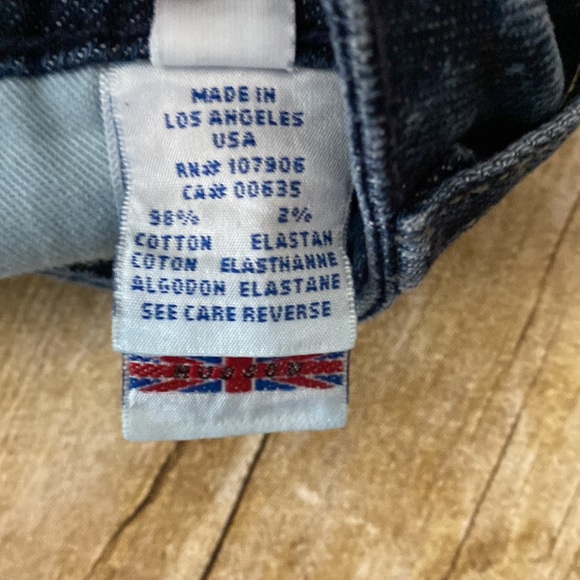 MADE IN
LOS ANGELES
USA
RN# 107906
CA# 00635
98% 2%
COTTON ELASTAN
COTON ELASTHANNE
ALGODON ELASTANE
SEE CARE REVERSE
HUDSON